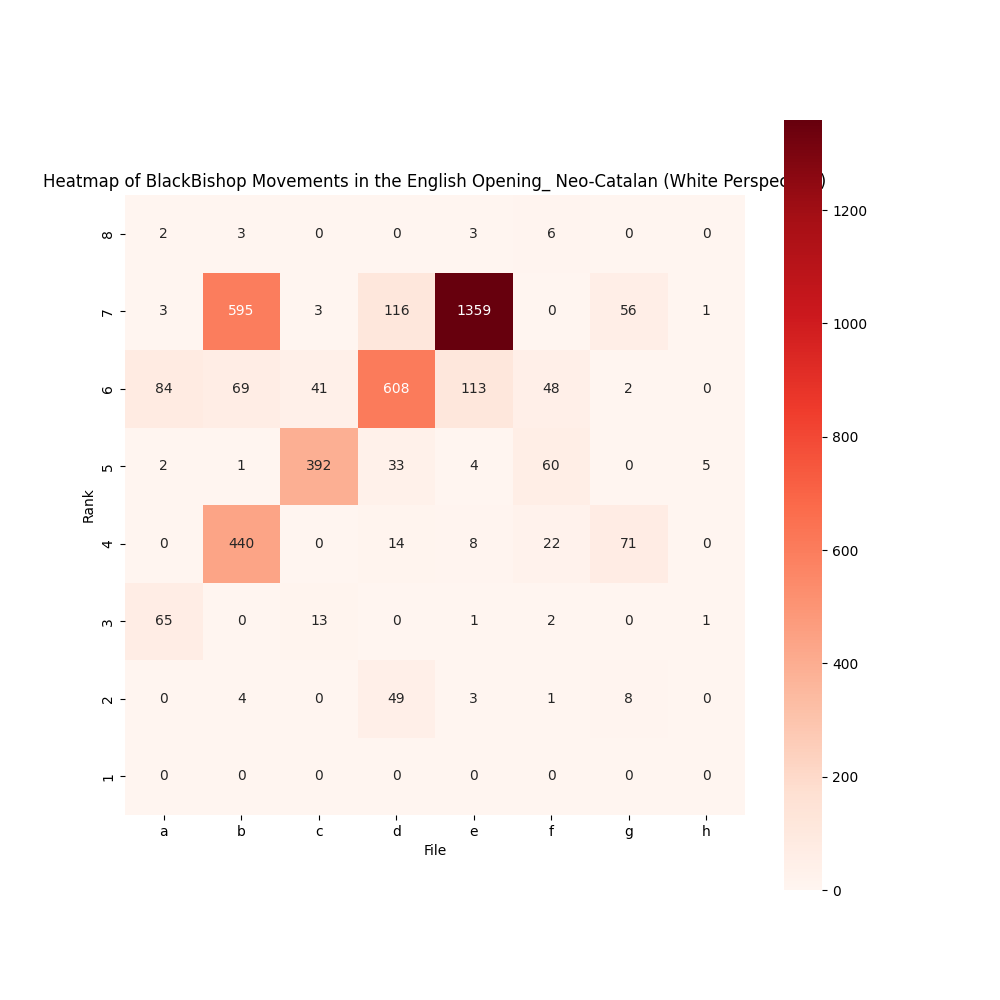 Heatmap of BlackBishop Movements in the English Opening_ Neo-Catalan (White Perspec )
8 2 3 0 0 3 6 0 0
7 3 595 3 116 1359 0 56 1
6 84 69 41 608 113 48 2 0
5 2 1 392 33 4 60 0 5
Rank
4 0 440 0 14 8 22 71 0
3 65 0 13 0 1 2 0 1
2 0 4 0 49 3 1 8 0
1 0 0 0 0 0 0 0 0
a b c d e f g h
File
1200
1000
800
600
400
200
0